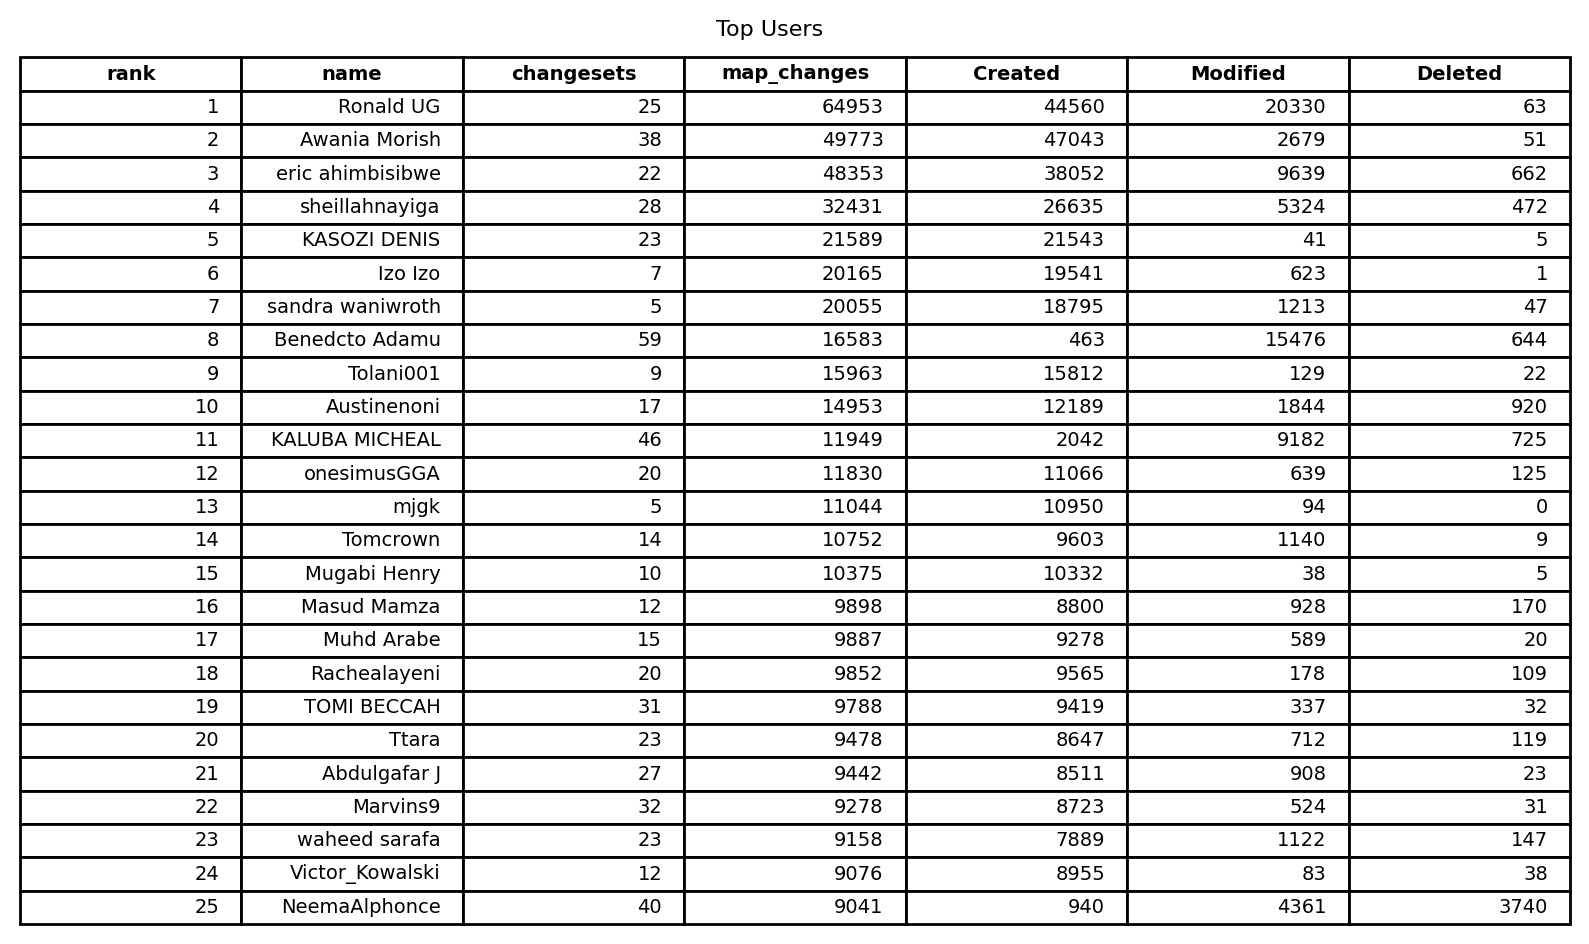 Top Users
rank name changesets map_changes Created Modified Deleted
1 Ronald UG 25 64953 44560 20330 63
2 Awania Morish 38 49773 47043 2679 51
3 eric ahimbisibwe 22 48353 38052 9639 662
4 sheillahnayiga 28 32431 26635 5324 472
5 KASOZI DENIS 23 21589 21543 41 5
6 Izo Izo 7 20165 19541 623 1
7 sandra waniwroth 5 20055 18795 1213 47
8 Benedcto Adamu 59 16583 463 15476 644
9 Tolani001 9 15963 15812 129 22
10 Austinenoni 17 14953 12189 1844 920
11 KALUBA MICHEAL 46 11949 2042 9182 725
12 onesimusGGA 20 11830 11066 639 125
13 mjgk 5 11044 10950 94 0
14 Tomcrown 14 10752 9603 1140 9
15 Mugabi Henry 10 10375 10332 38 5
16 Masud Mamza 12 9898 8800 928 170
17 Muhd Arabe 15 9887 9278 589 20
18 Rachealayeni 20 9852 9565 178 109
19 TOMI BECCAH 31 9788 9419 337 32
20 Ttara 23 9478 8647 712 119
21 Abdulgafar J 27 9442 8511 908 23
22 Marvins9 32 9278 8723 524 31
23 waheed sarafa 23 9158 7889 1122 147
24 Victor_Kowalski 12 9076 8955 83 38
25 NeemaAlphonce 40 9041 940 4361 3740